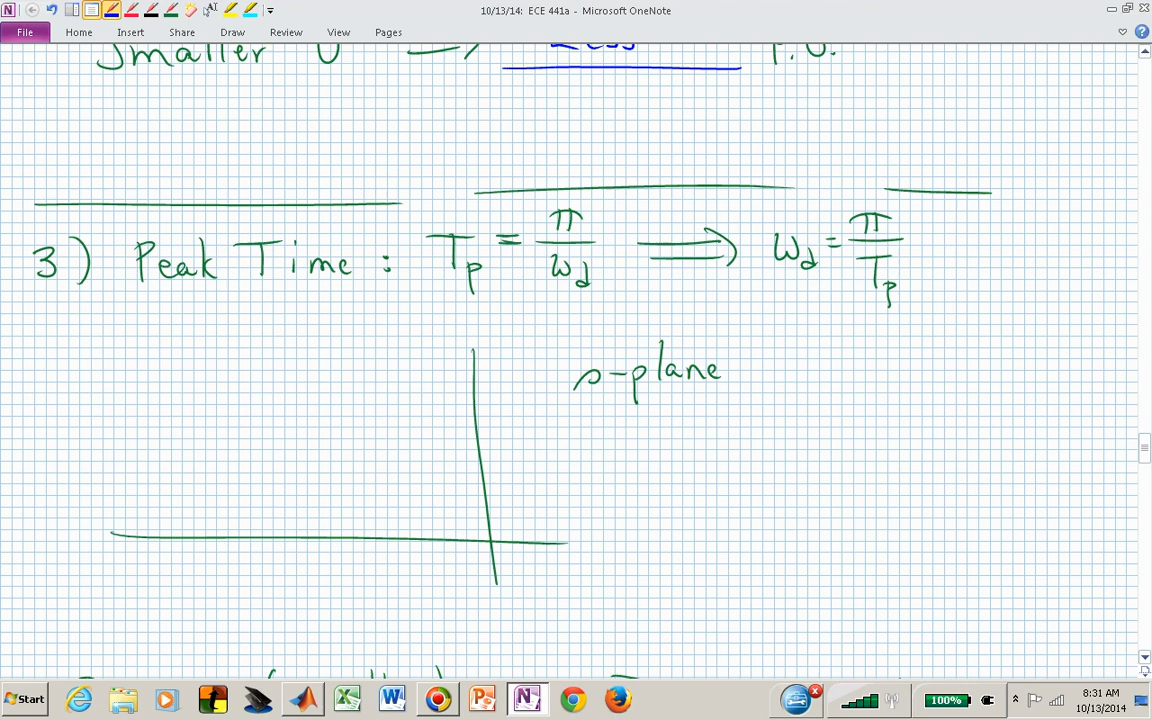 10/13/14: ECE 441a - Microsoft OneNote
File Home Insert Share Draw Review View Pages
Smaller θ → Less P.O.
3) Peak Time: Tp = π/ωd ⟹ ωd = π/Tp
s-plane
Start
100%
8:31 AM
10/13/2014